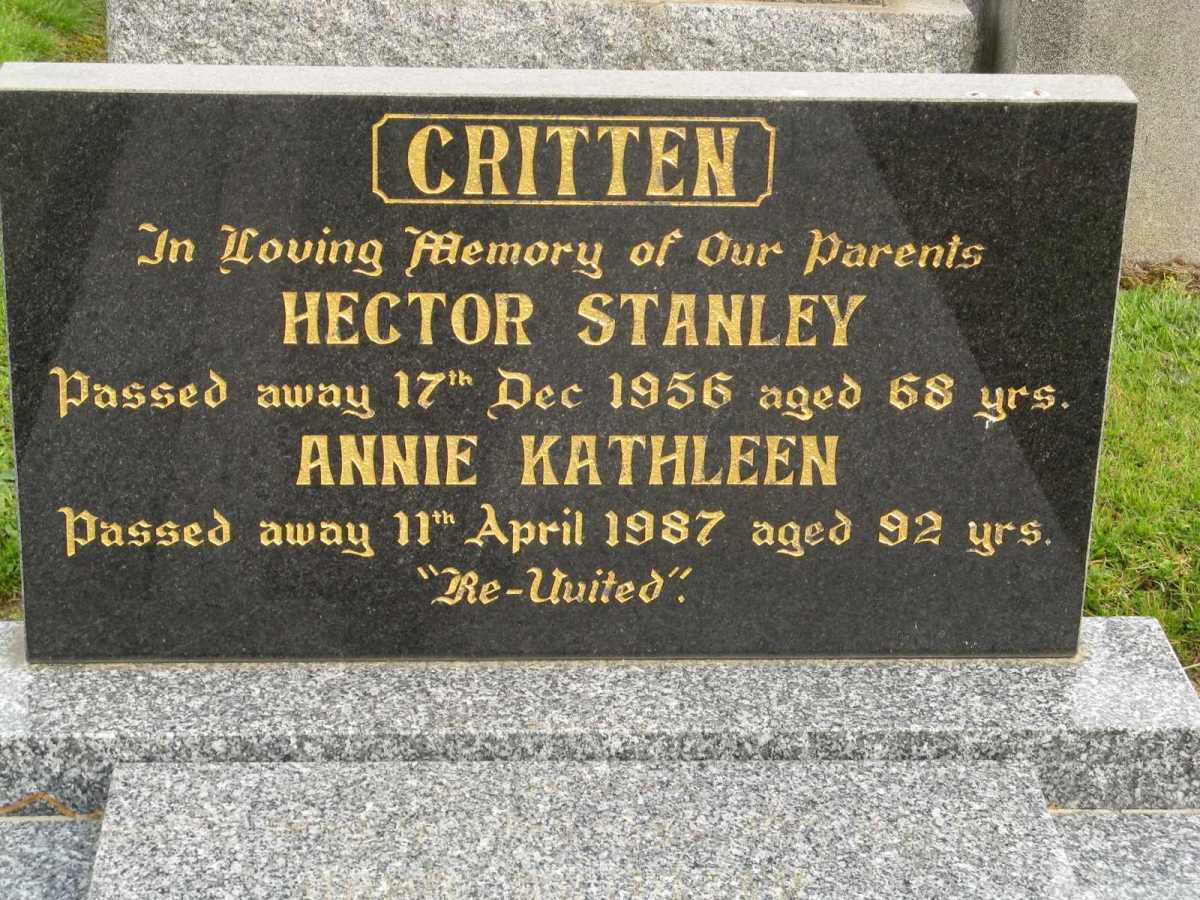 CRITTEN
In Loving Memory of Our Parents
HECTOR STANLEY
Passed away 17th Dec 1956 aged 68 yrs.
ANNIE KATHLEEN
Passed away 11th April 1987 aged 92 yrs.
"Re-United".